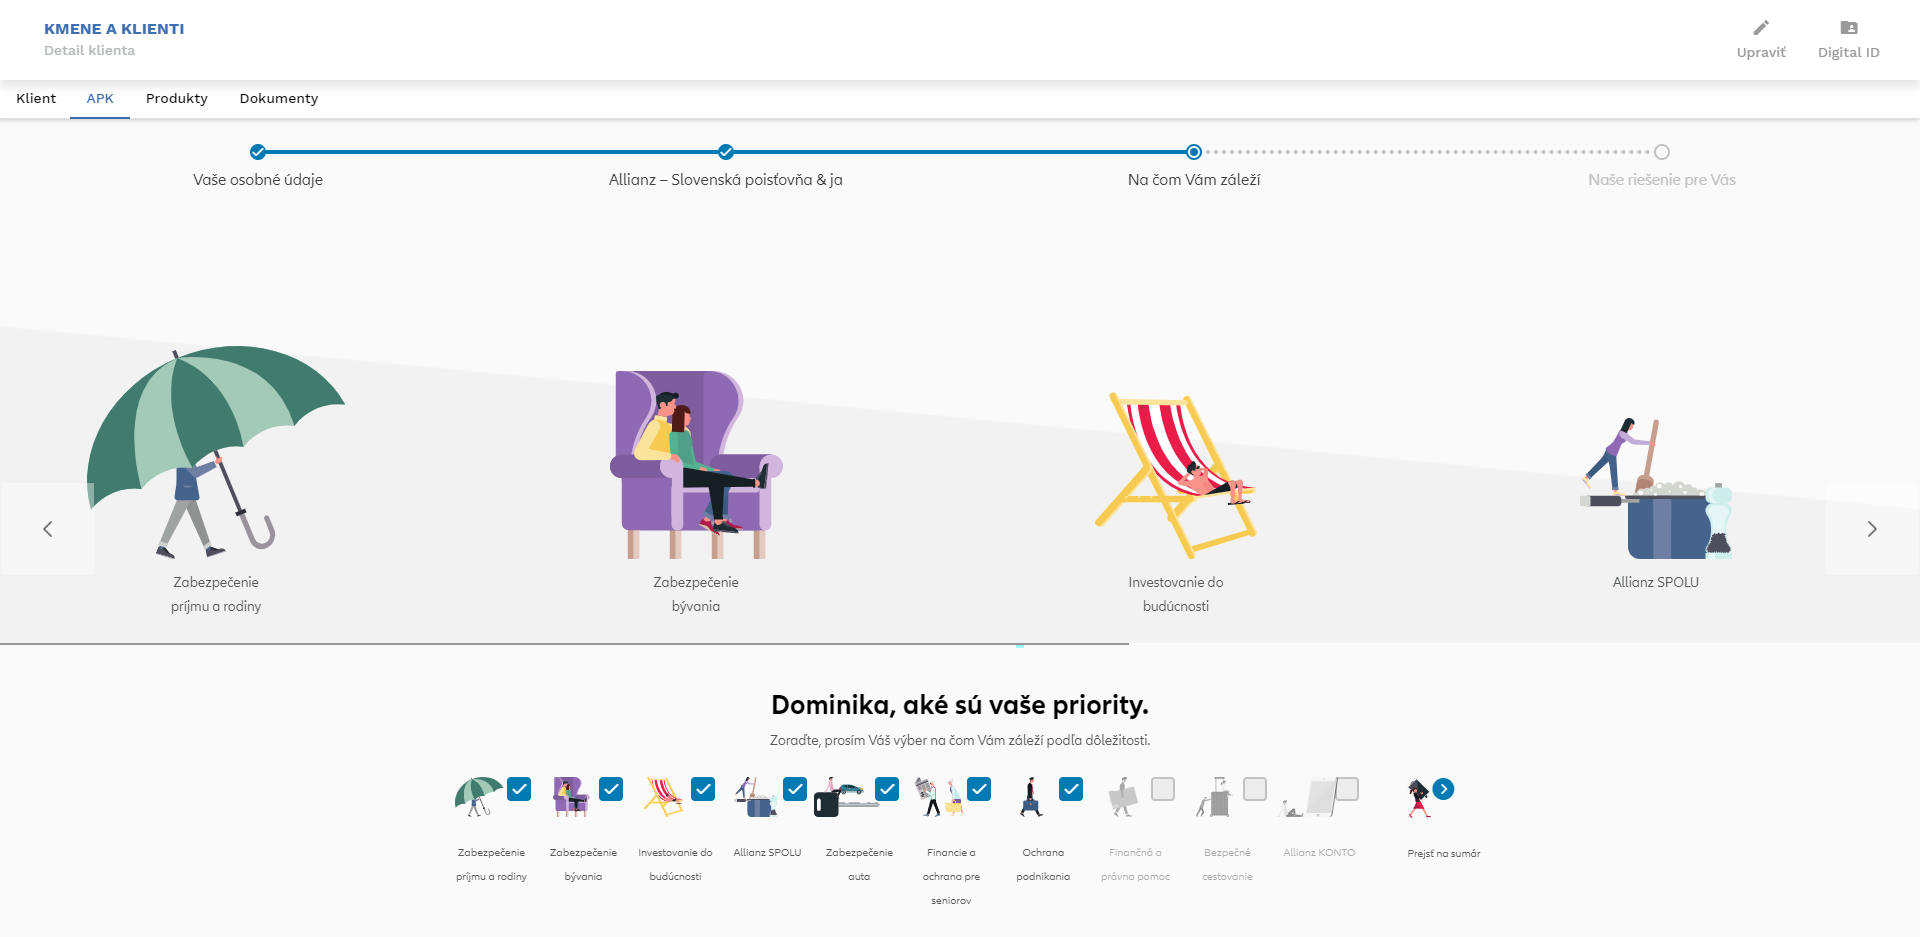 KMENE A KLIENTI
Detail klienta
Upraviť
Digital ID
Klient
APK
Produkty
Dokumenty
Vaše osobné údaje
Allianz – Slovenská poisťovňa & ja
Na čom Vám záleží
Naše riešenie pre Vás
Zabezpečenie
príjmu a rodiny
Zabezpečenie
bývania
Investovanie do
budúcnosti
Allianz SPOLU
Dominika, aké sú vaše priority.
Zoraďte, prosím Váš výber na čom Vám záleží podľa dôležitosti.
Zabezpečenie
príjmu a rodiny
Zabezpečenie
bývania
Investovanie do
budúcnosti
Allianz SPOLU
Zabezpečenie
auta
Financie a
ochrana pre
seniorov
Ochrana
podnikania
Finančná a
právna pomoc
Bezpečné
cestovanie
Allianz KONTO
Prejsť na sumár